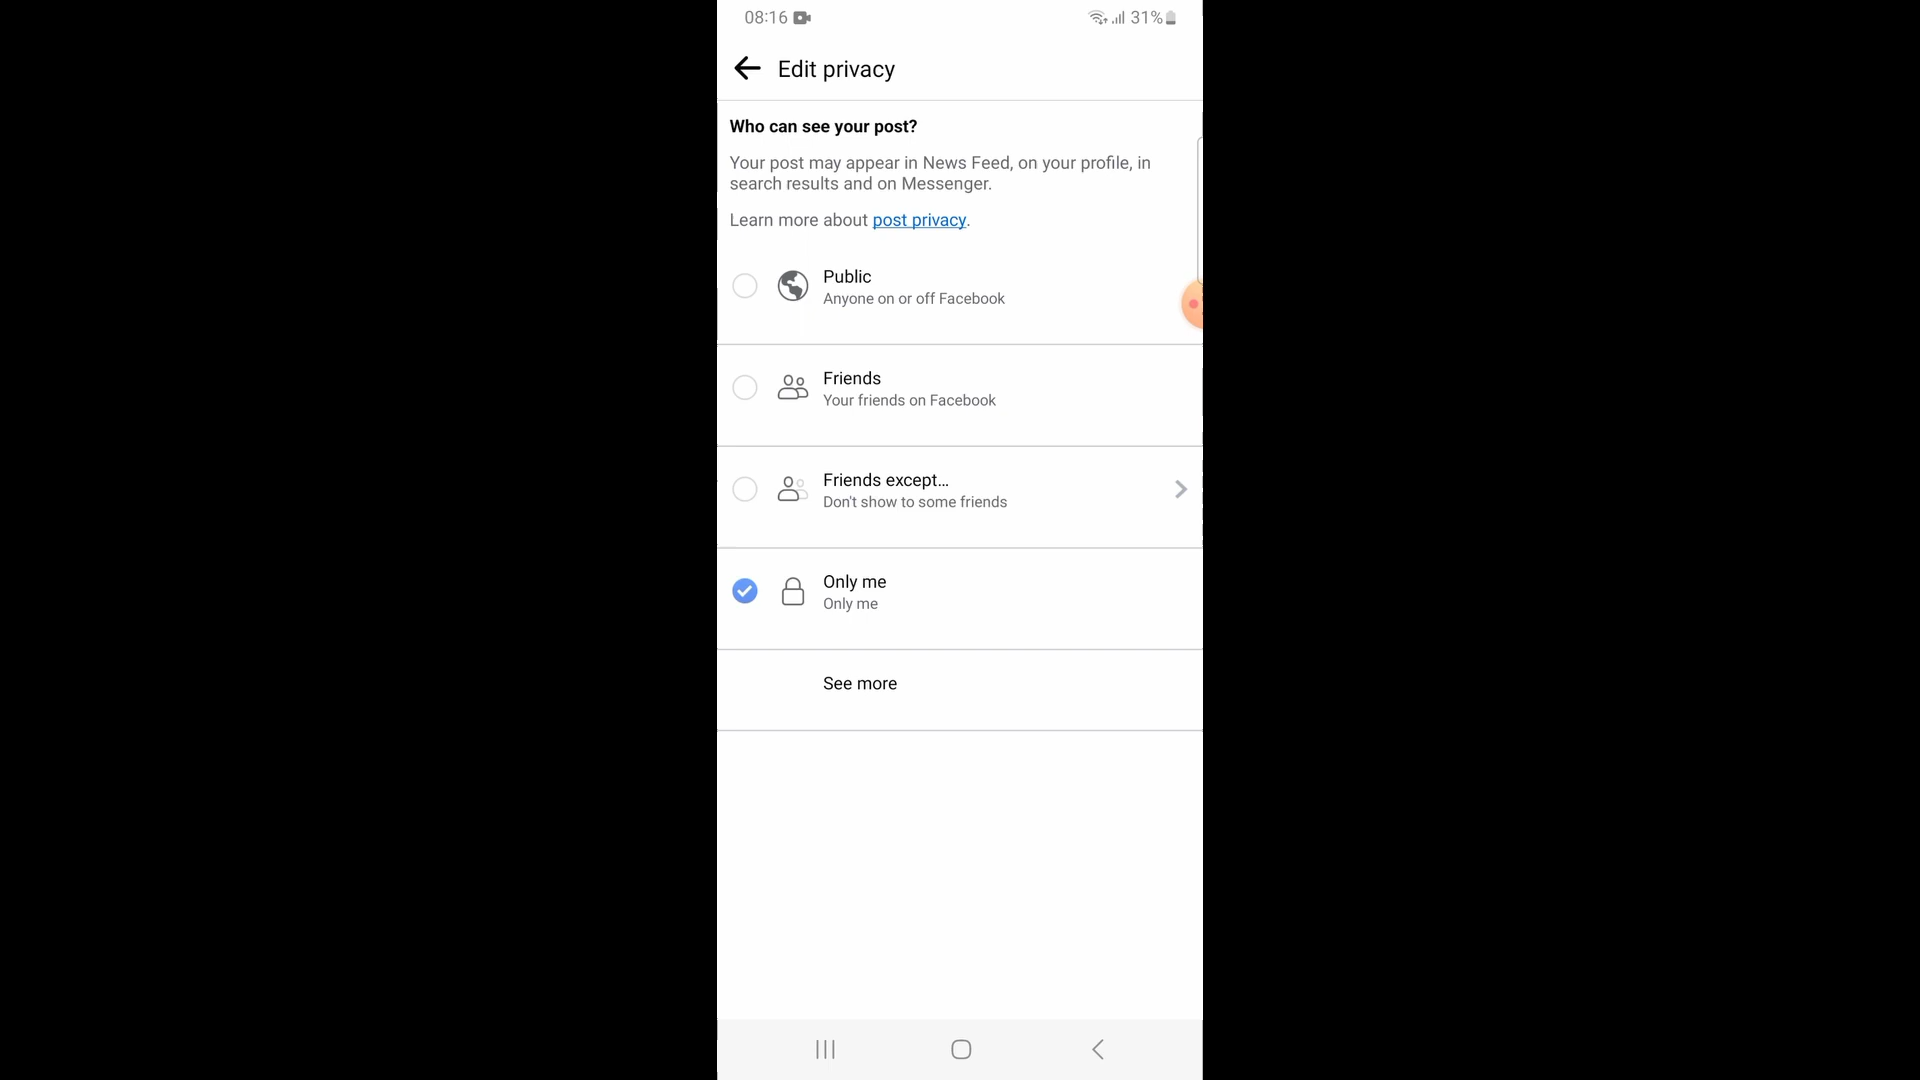 08:16
31%
Edit privacy
Who can see your post?
Your post may appear in News Feed, on your profile, in
search results and on Messenger.
Learn more about post privacy.
Public
Anyone on or off Facebook
Friends
Your friends on Facebook
Friends except...
Don't show to some friends
Only me
Only me
See more